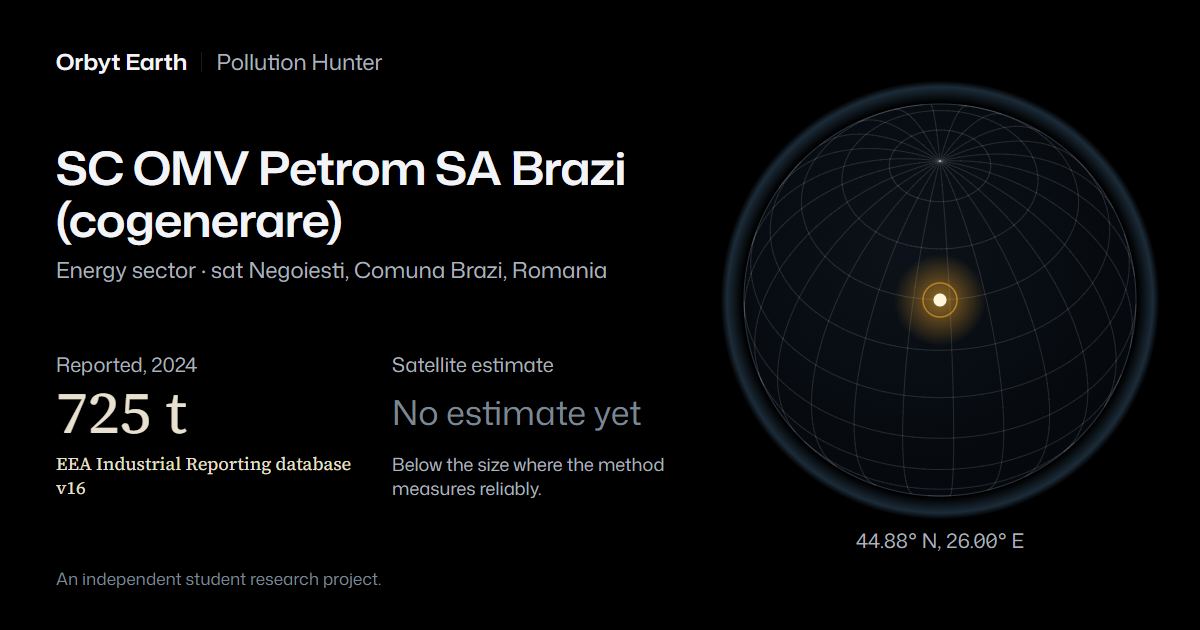 Orbyt Earth | Pollution Hunter
SC OMV Petrom SA Brazi
(cogenerare)
Energy sector · sat Negoiesti, Comuna Brazi, Romania
Reported, 2024
725 t
EEA Industrial Reporting database
v16
Satellite estimate
No estimate yet
Below the size where the method
measures reliably.
44.88° N, 26.00° E
An independent student research project.